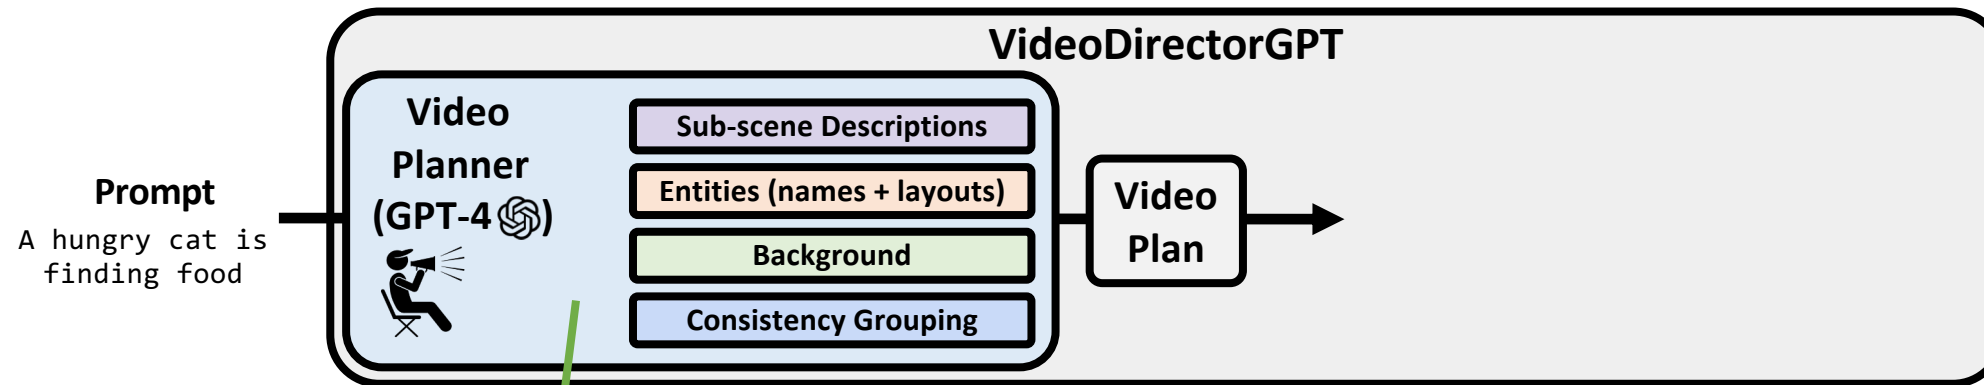 VideoDirectorGPT
Prompt
A hungry cat is
finding food
Video
Planner
(GPT-4)
Sub-scene Descriptions
Entities (names + layouts)
Background
Consistency Grouping
Video
Plan